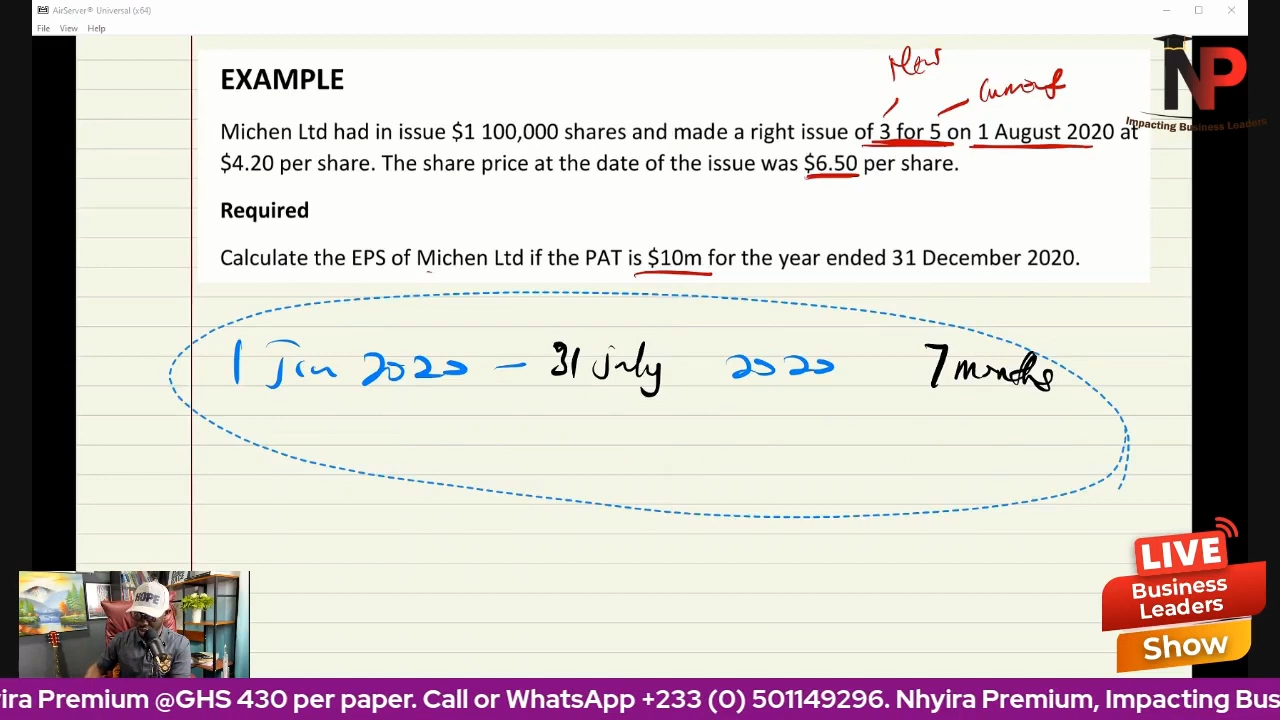 AirServer® Universal (x64)
File View Help
New
Current
NP
Impacting Business Leaders
EXAMPLE
Michen Ltd had in issue $1 100,000 shares and made a right issue of 3 for 5 on 1 August 2020 at
$4.20 per share. The share price at the date of the issue was $6.50 per share.
Required
Calculate the EPS of Michen Ltd if the PAT is $10m for the year ended 31 December 2020.
1 Jan 2020 – 31 July 2020 7 months
HOPE
LIVE
Business
Leaders
Show
yira Premium @GHS 430 per paper. Call or WhatsApp +233 (0) 501149296. Nhyira Premium, Impacting Bus